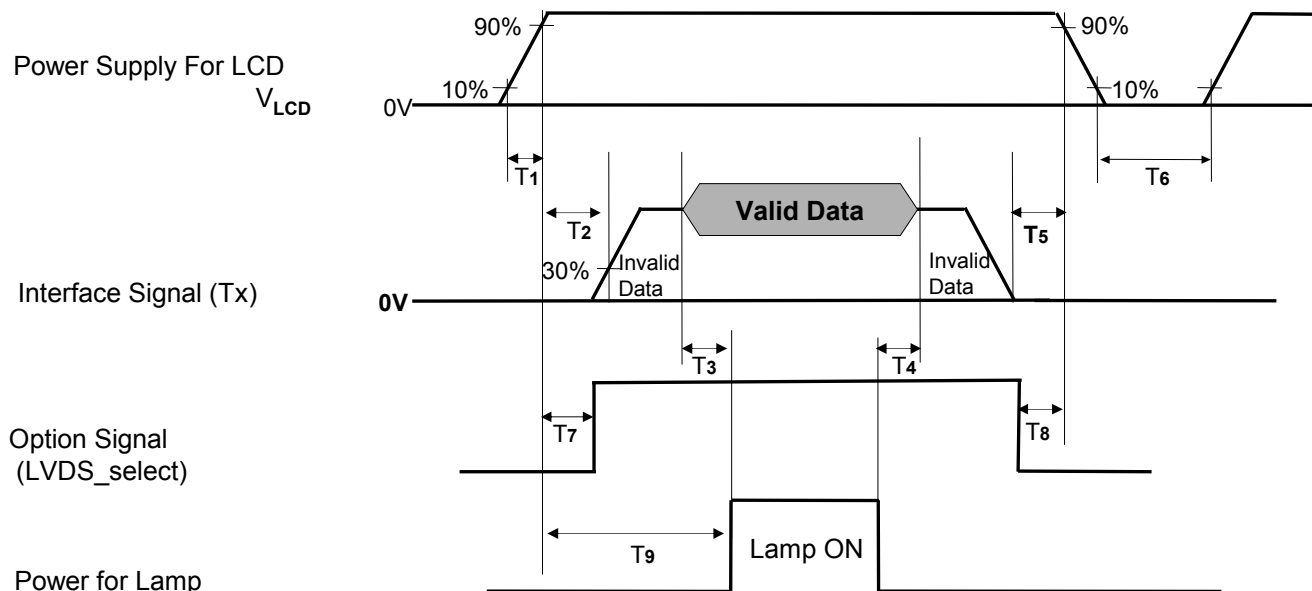 90%
90%
Power Supply For LCD
VLCD
10%
10%
0V
T1
T6
T2
Valid Data
T5
30%
Invalid
Data
Invalid
Data
Interface Signal (Tx)
0V
T3
T4
Option Signal
(LVDS_select)
T7
T8
T9
Lamp ON
Power for Lamp